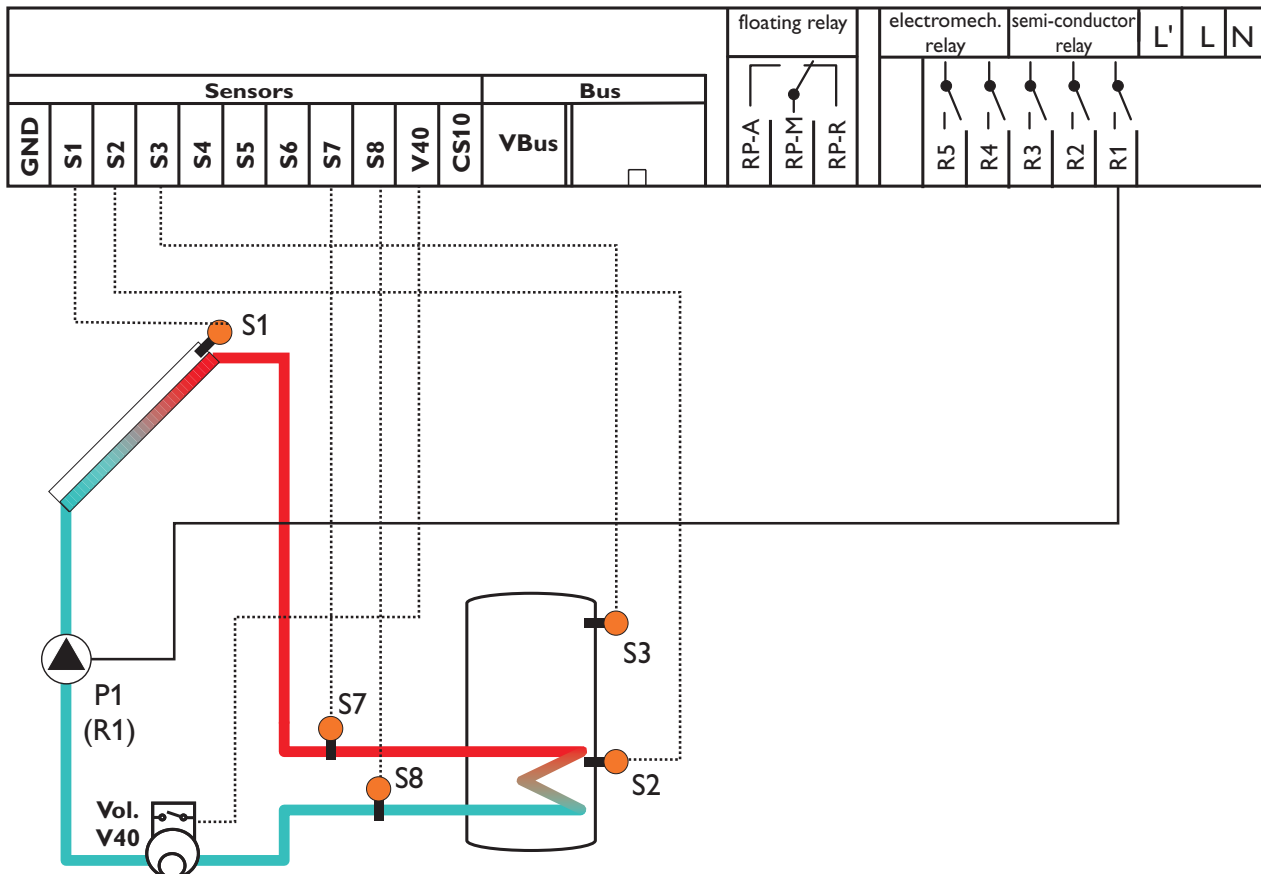 floating relay
electromech.
relay
semi-conductor
relay
L'
L
N
Sensors
Bus
GND
S1
S2
S3
S4
S5
S6
S7
S8
V40
CS10
VBus
RP-A
RP-M
RP-R
R5
R4
R3
R2
R1
S1
S3
P1
(R1)
S7
S2
S8
Vol.
V40